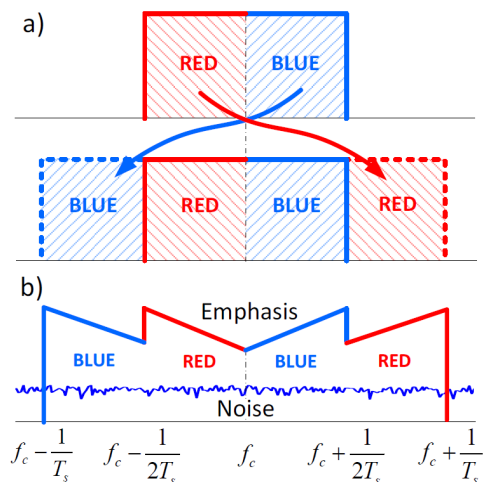 a)
RED BLUE
BLUE RED BLUE RED
b)
Emphasis
BLUE RED BLUE RED
Noise
f_c - 1/T_s f_c - 1/2T_s f_c f_c + 1/2T_s f_c + 1/T_s